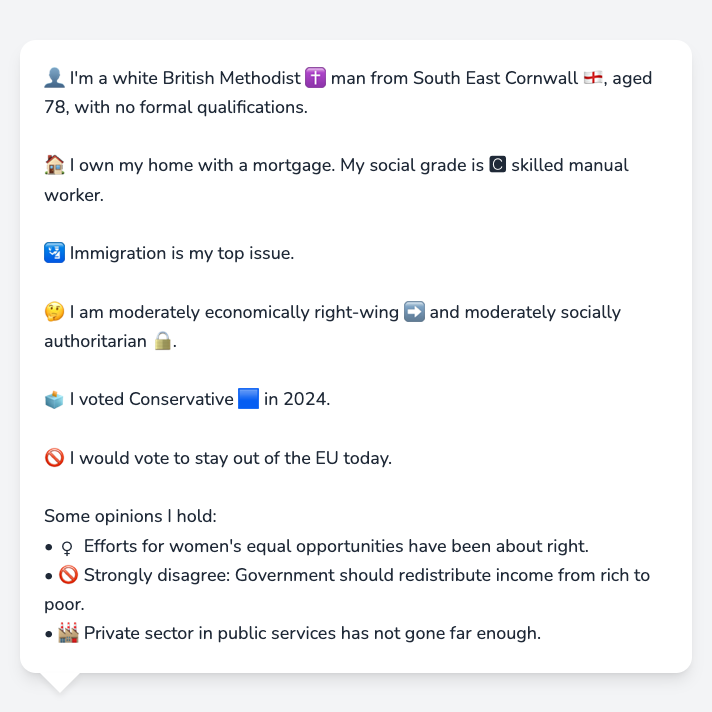 👤 I'm a white British Methodist ✝️ man from South East Cornwall 🏴󠁧󠁢󠁥󠁮󠁧󠁿, aged
78, with no formal qualifications.
🏠 I own my home with a mortgage. My social grade is 🅲 skilled manual
worker.
🛂 Immigration is my top issue.
🤔 I am moderately economically right-wing ➡️ and moderately socially
authoritarian 🔒.
🗳️ I voted Conservative 🟦 in 2024.
🚫 I would vote to stay out of the EU today.
Some opinions I hold:
• ♀ Efforts for women's equal opportunities have been about right.
• 🚫 Strongly disagree: Government should redistribute income from rich to
poor.
• 🏭 Private sector in public services has not gone far enough.